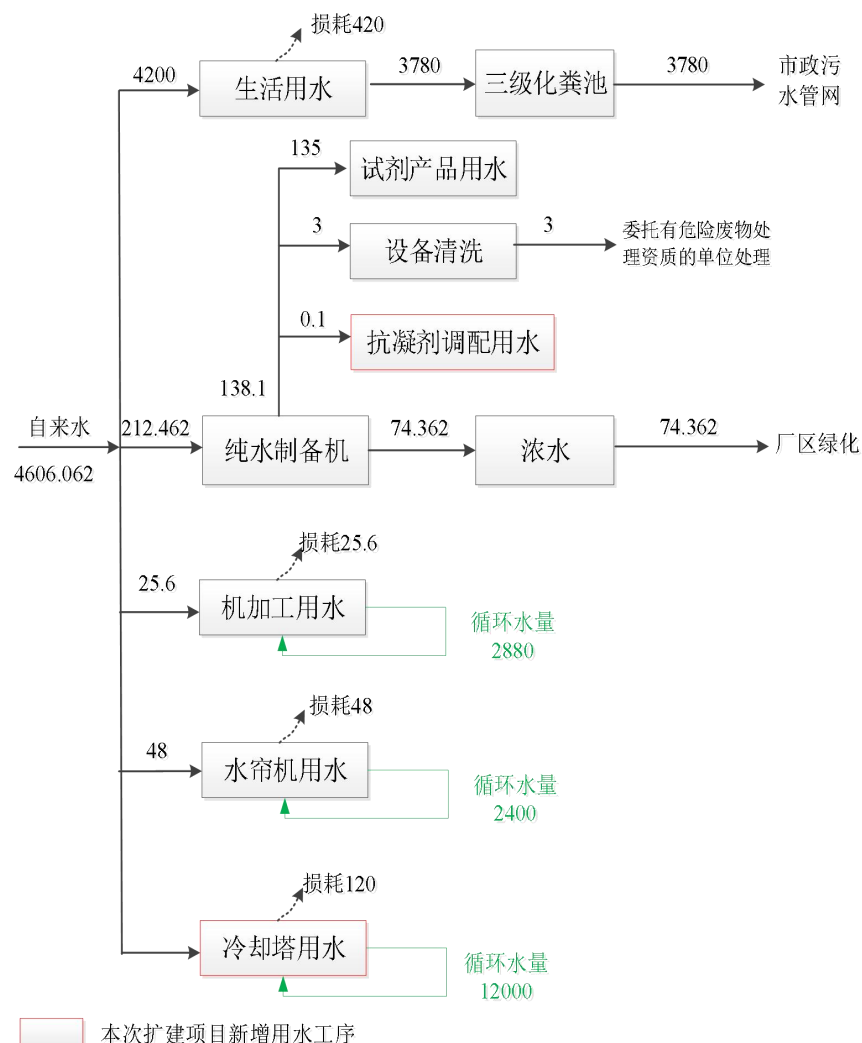 损耗420
4200
生活用水
3780
三级化粪池
3780
市政污
水管网
135
试剂产品用水
3
设备清洗
3
委托有危险废物处
理资质的单位处理
0.1
抗凝剂调配用水
138.1
自来水
4606.062
212.462
纯水制备机
74.362
浓水
74.362
厂区绿化
损耗25.6
25.6
机加工用水
循环水量
2880
损耗48
48
水帘机用水
循环水量
2400
损耗120
冷却塔用水
循环水量
12000
本次扩建项目新增用水工序